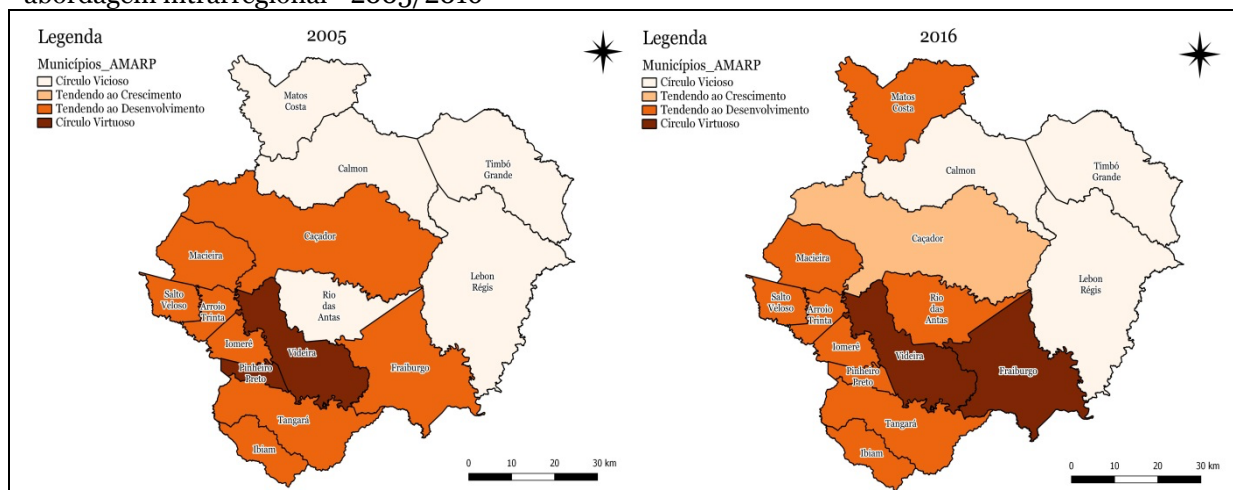 abordagem intrarregional - 2005/2016
Legenda
2005
Municípios_AMARP
Círculo Vicioso
Tendendo ao Crescimento
Tendendo ao Desenvolvimento
Círculo Virtuoso
Matos
Costa
Calmon
Timbó
Grande
Caçador
Macieira
Lebon
Régis
Salto
Veloso
Arroio
Trinta
Rio
das
Antas
Iomerê
Videira
Pinheiro
Preto
Fraiburgo
Tangará
Ibiam
0 10 20 30 km
Legenda
2016
Municípios_AMARP
Círculo Vicioso
Tendendo ao Crescimento
Tendendo ao Desenvolvimento
Círculo Virtuoso
Matos
Costa
Calmon
Timbó
Grande
Caçador
Macieira
Lebon
Régis
Salto
Veloso
Arroio
Trinta
Rio
das
Antas
Iomerê
Videira
Pinheiro
Preto
Fraiburgo
Tangará
Ibiam
0 10 20 30 km